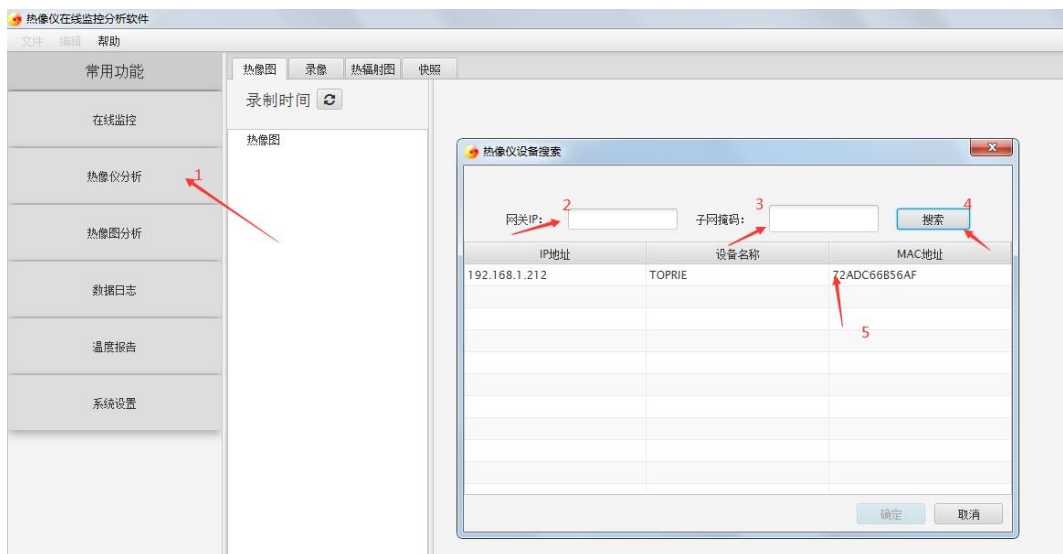 热像仪在线监控分析软件
文件 编辑 帮助
常用功能
在线监控
热像仪分析
热像图分析
数据日志
温度报告
系统设置
热像图 录像 热辐射图 快照
录制时间
热像图
热像仪设备搜索
网关IP: 子网掩码: 搜索
IP地址 设备名称 MAC地址
192.168.1.212 TOPRIE 72ADC66B56AF
确定 取消
1
2
3
4
5